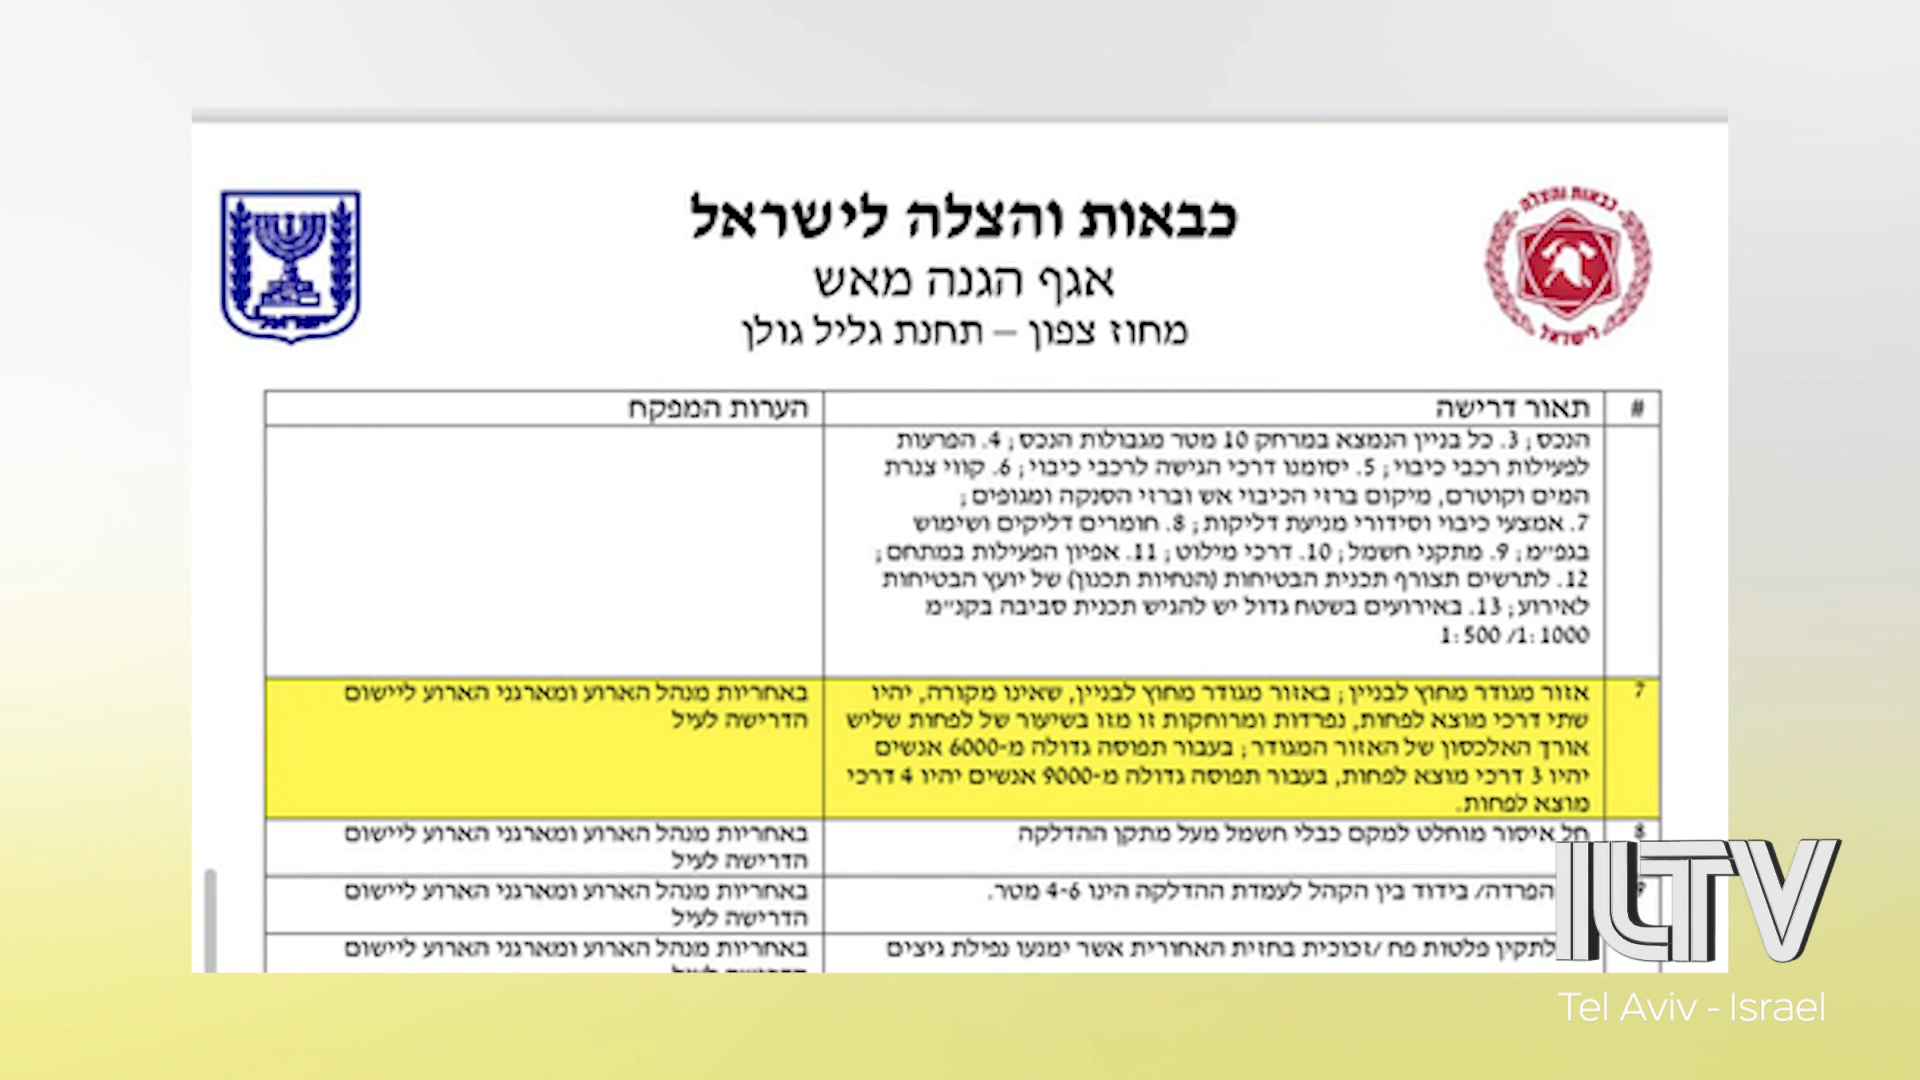 כבאות והצלה לישראל
אגף הגנה מאש
מחוז צפון – תחנת גליל גולן
כבאות והצלה
לישראל
ישראל
# תאור דרישה הערות המפקח
הנכס; 3. כל בניין הנמצא במרחק 10 מטר מגבולות הנכס; 4. הפרעות
לפעילות רכבי כיבוי; 5. יסומנו דרכי הגישה לרכבי כיבוי; 6. קווי צנרת
המים וקוטרם, מיקום ברזי הכיבוי אש וברזי הסנקה ומגופים;
7. אמצעי כיבוי וסידורי מניעת דליקות; 8. חומרים דליקים ושימוש
בגפ״מ; 9. מתקני חשמל; 10. דרכי מילוט; 11. אפיון הפעילות במתחם;
12. לתרשים תצורף תכנית הבטיחות (הנחיות תכנון) של יועץ הבטיחות
לאירוע; 13. באירועים בשטח גדול יש להגיש תכנית סביבה בקנ״מ
1:500 /1:1000
7
אזור מגודר מחוץ לבניין; באזור מגודר מחוץ לבניין, שאינו מקורה, יהיו
שתי דרכי מוצא לפחות, נפרדות ומרוחקות זו מזו בשיעור של לפחות שליש
אורך האלכסון של האזור המגודר; בעבור תפוסה גדולה מ-6000 אנשים
יהיו 3 דרכי מוצא לפחות, בעבור תפוסה גדולה מ-9000 אנשים יהיו 4 דרכי
מוצא לפחות.
באחריות מנהל הארוע ומארגני הארוע ליישום
הדרישה לעיל
8
חל איסור מוחלט למקם כבלי חשמל מעל מתקן ההדלקה
באחריות מנהל הארוע ומארגני הארוע ליישום
הדרישה לעיל
9
הפרדה/ בידוד בין הקהל לעמדת ההדלקה הינו 4-6 מטר.
באחריות מנהל הארוע ומארגני הארוע ליישום
הדרישה לעיל
לתקין פלטות פח /זכוכית בחזית האחורית אשר ימנעו נפילת גיצים
באחריות מנהל הארוע ומארגני הארוע ליישום
ILTV
Tel Aviv - Israel